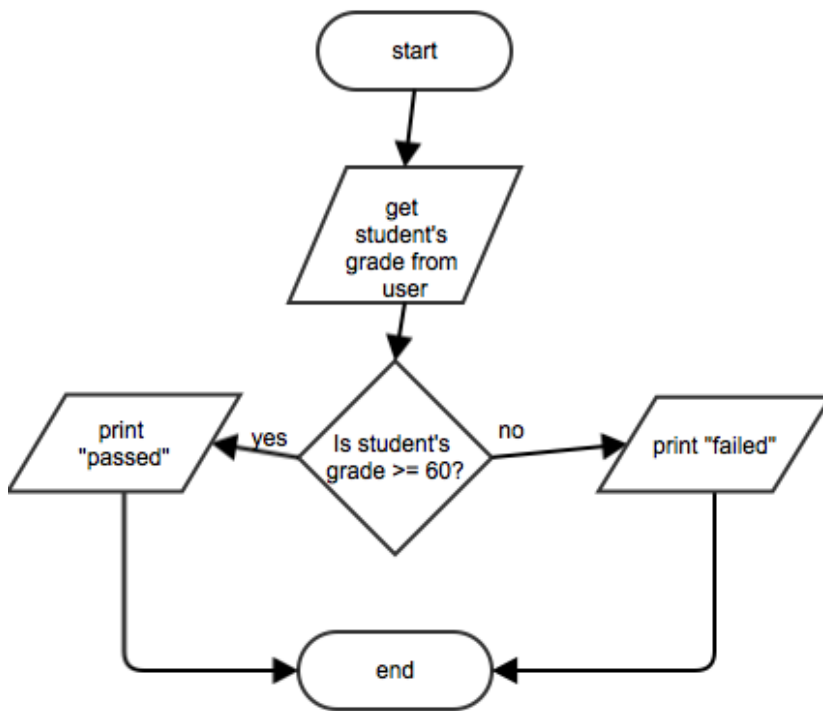 start
get
student's
grade from
user
print
"passed"
yes
Is student's
grade >= 60?
no
print "failed"
end